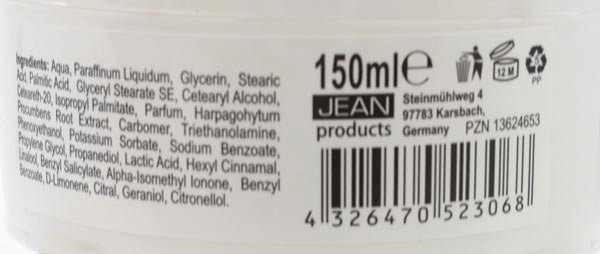 Ingredients: Aqua, Paraffinum Liquidum, Glycerin, Stearic
Acid, Palmitic Acid, Glyceryl Stearate SE, Cetearyl Alcohol,
Ceteareth-20, Isopropyl Palmitate, Parfum, Harpagohytum
Procumbens Root Extract, Carbomer, Triethanolamine,
Phenoxythanol, Potassium Sorbate, Sodium Benzoate,
Propylene Glycol, Propanediol, Lactic Acid, Hexyl Cinnamal,
Linalool, Benzyl Salicylate, Alpha-Isomethyl Ionone, Benzyl
Benzoate, D-Limonene, Citral, Geraniol, Citronellol.
150ml e
12 M
PP
JEAN
products
Steinmühlweg 4
97783 Karsbach,
Germany PZN 13624653
4 326470 523068